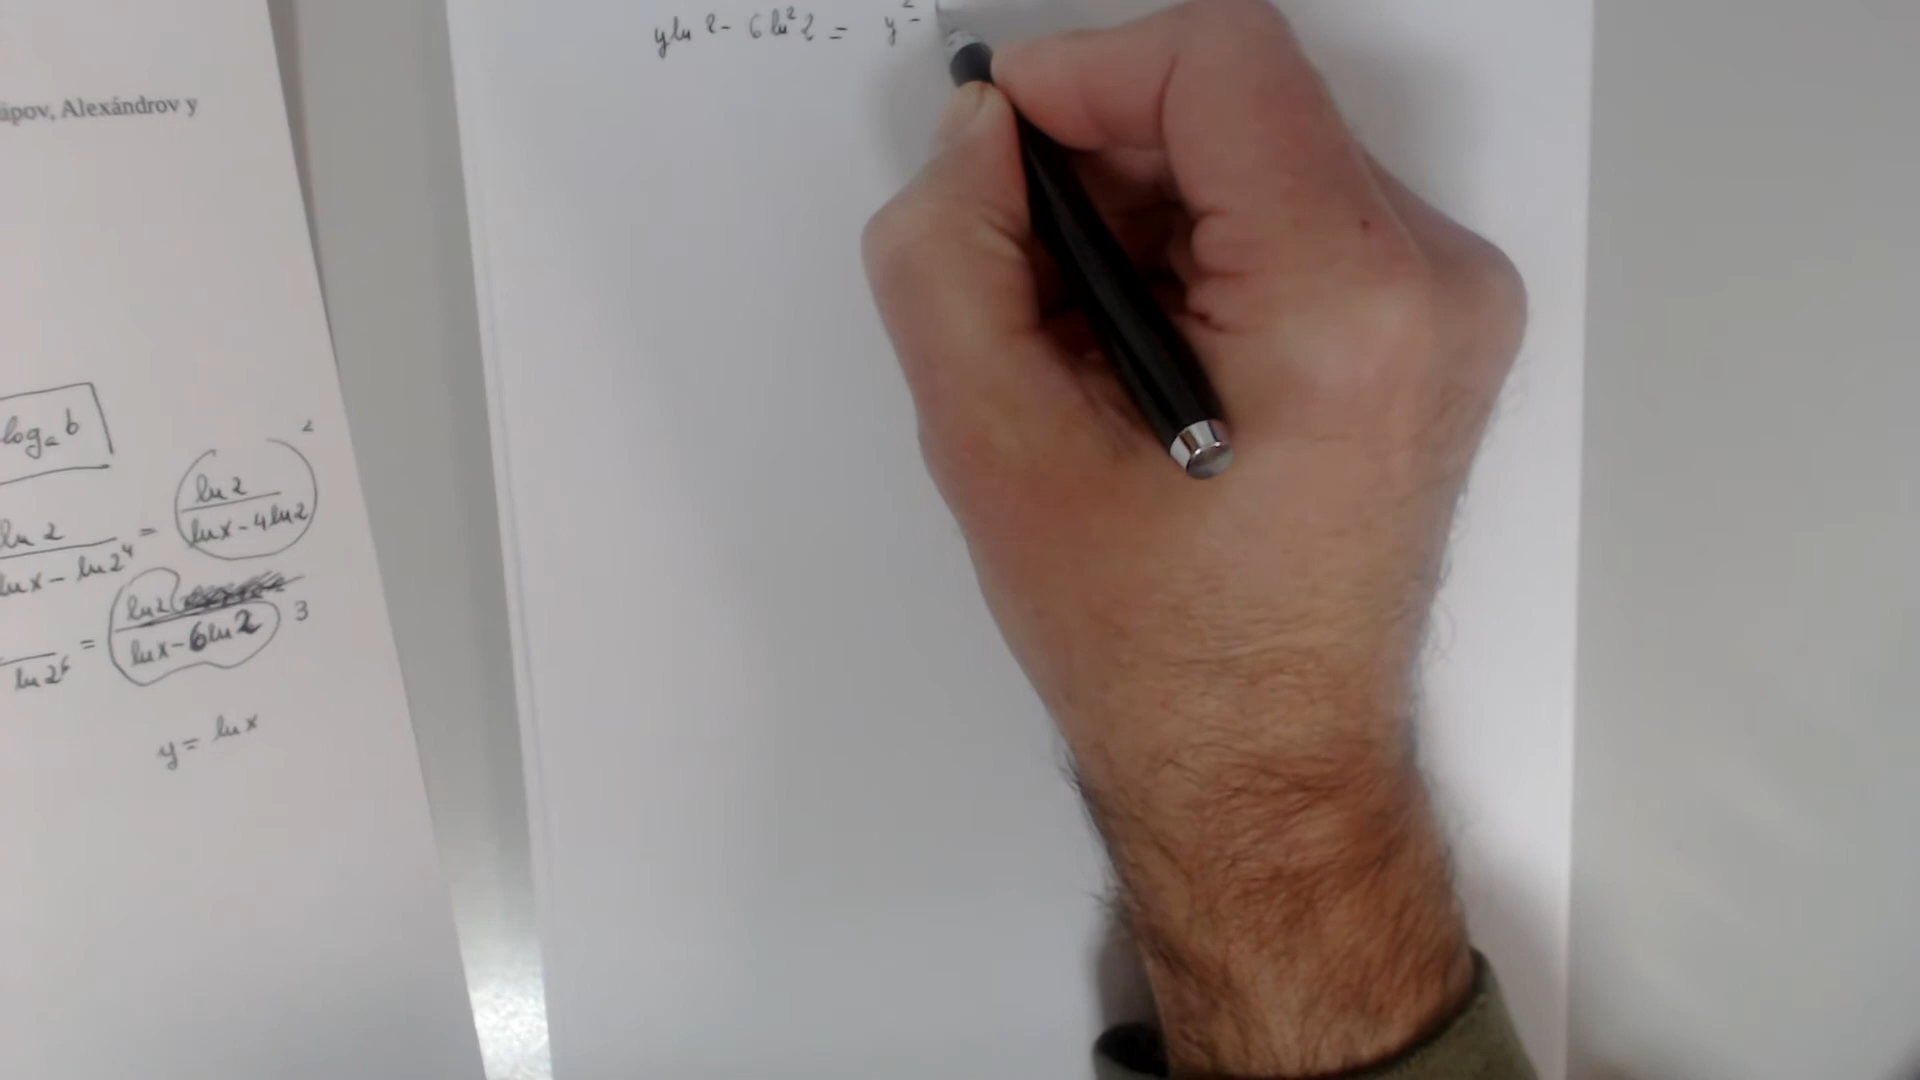 y ln 2 - 6 ln² 2 = y² -
Alexándrov y
log_a b
ln 2 / (ln x - ln 2⁴) = ln 2 / (ln x - 4 ln 2) 2
ln 2⁶ = ln 2 / (ln x - 6 ln 2) 3
y = ln x